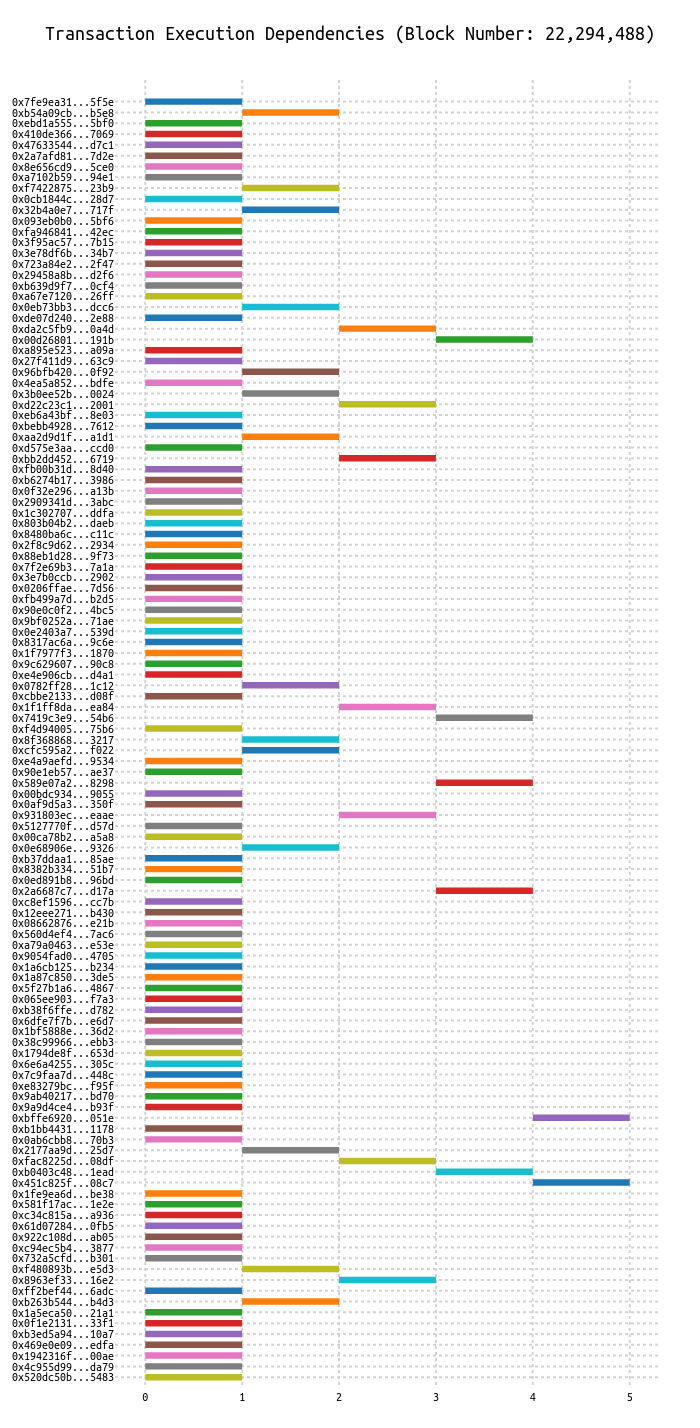 Transaction Execution Dependencies (Block Number: 22,294,488)
0x7fe9ea31...5f5e
0xb54a09cb...b5e8
0xebd1a555...5bf0
0x410de366...7069
0x47633544...d7c1
0x2a7afd81...7d2e
0x8e656cd9...5ce0
0xa7102b59...94e1
0xf7422875...23b9
0x0cb1844c...28d7
0x32b4a0e7...717f
0x093eb0b0...5bf6
0xfa946841...42ec
0x3f95ac57...7b15
0x3e78df6b...34b7
0x723a84e2...2f47
0x29458a8b...d2f6
0xb639d9f7...0cf4
0xa67e7120...26ff
0x0eb73bb3...dcc6
0xde07d240...2e88
0xda2c5fb9...0a4d
0x00d26801...191b
0xa895e523...a09a
0x27f411d9...63c9
0x96bfb420...0f92
0x4ea5a852...bdfe
0x3b0ee52b...0024
0xd22c23c1...2001
0xeb6a43bf...8e03
0xbebb4928...7612
0xaa2d9d1f...a1d1
0xd575e3aa...ccd0
0xbb2dd452...6719
0xfb00b31d...8d40
0xb6274b17...3986
0x0f32e296...a13b
0x2909341d...3abc
0x1c302707...ddfa
0x803b04b2...daeb
0x8480ba6c...c11c
0x2f8c9d62...2934
0x88eb1d28...9f73
0x7f2e69b3...7a1a
0x3e7b0ccb...2902
0x0206ffae...7d56
0xfb499a7d...b2d5
0x90e0c0f2...4bc5
0x9bf0252a...71ae
0x0e2403a7...539d
0x8317ac6a...9c6e
0x1f7977f3...1870
0x9c629607...90c8
0xe4e906cb...d4a1
0x0782ff28...1c12
0xcbbe2133...d08f
0x1f1ff8da...ea84
0x7419c3e9...54b6
0xf4d94005...75b6
0x8f368868...3217
0xcfc595a2...f022
0xe4a9aefd...9534
0x90e1eb57...ae37
0x589e07a2...8298
0x00bdc934...9055
0x0af9d5a3...350f
0x931803ec...eaae
0x5127770f...d57d
0x00ca78b2...a5a8
0x0e68906e...9326
0xb37ddaa1...85ae
0x8382b334...51b7
0x0ed891b8...96bd
0x2a6687c7...d17a
0xc8ef1596...cc7b
0x12eee271...b430
0x08662876...e21b
0x560d4ef4...7ac6
0xa79a0463...e53e
0x9054fad0...4705
0x1a6cb125...b234
0x1a87c850...3de5
0x5f27b1a6...4867
0x065ee903...f7a3
0xb38f6ffe...d782
0x6dfe7f7b...e6d7
0x1bf5888e...36d2
0x38c99966...ebb3
0x1794de8f...653d
0x6e6a4255...305c
0x7c9faa7d...448c
0xe83279bc...f95f
0x9ab40217...bd70
0x9a9d4ce4...b93f
0xbffe6920...051e
0xb1bb4431...1178
0x0ab6cbb8...70b3
0x2177aa9d...25d7
0xfac8225d...08df
0xb0403c48...1ead
0x451c825f...08c7
0x1fe9ea6d...be38
0x581f17ac...1e2e
0xc34c815a...a936
0x61d07284...0fb5
0x922c108d...ab05
0xc94ec5b4...3877
0x732a5cfd...b301
0xf480893b...e5d3
0x8963ef33...16e2
0xff2bef44...6adc
0xb263b544...b4d3
0x1a5eca50...21a1
0x0f1e2131...33f1
0xb3ed5a94...10a7
0x469e0e09...edfa
0x1942316f...00ae
0x4c955d99...da79
0x520dc50b...5483
0 1 2 3 4 5